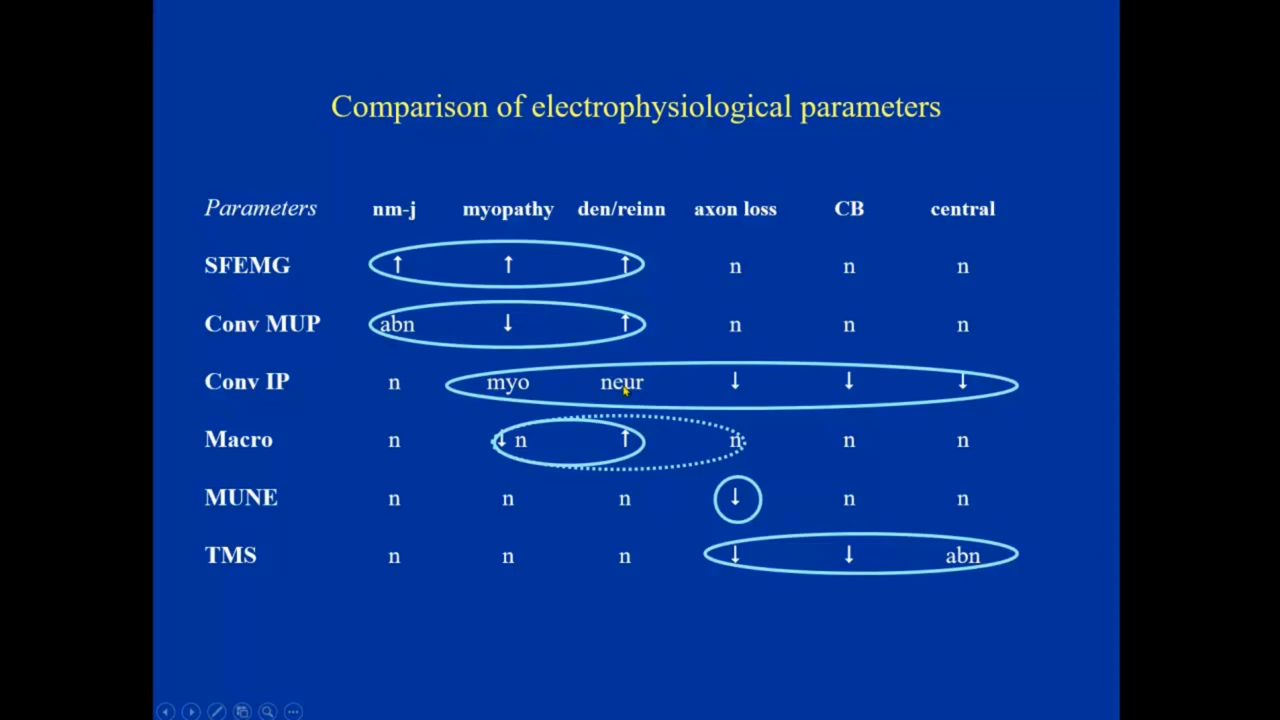 Comparison of electrophysiological parameters
Parameters nm-j myopathy den/reinn axon loss CB central
SFEMG ↑ ↑ ↑ n n n
Conv MUP abn ↓ ↑ n n n
Conv IP n myo neur ↓ ↓ ↓
Macro n ↓ n ↑ n n n
MUNE n n n ↓ n n
TMS n n n ↓ ↓ abn